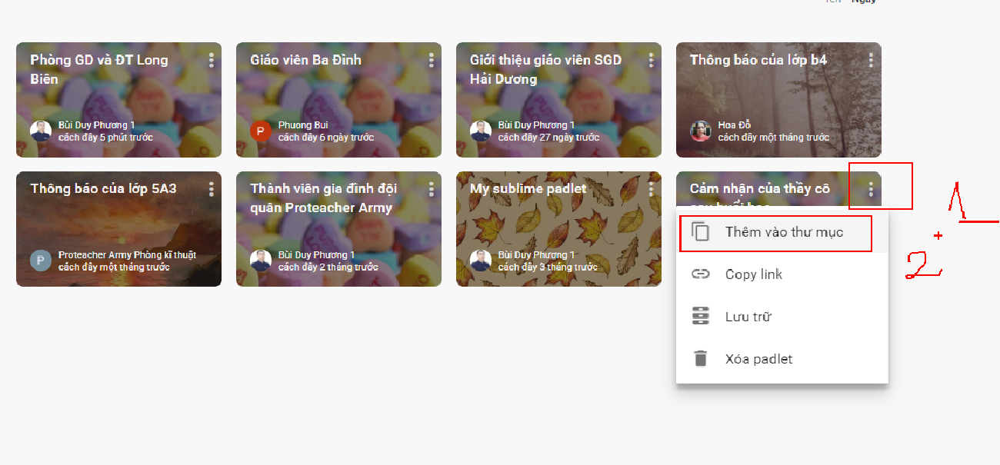 Tên Ngày
Phòng GD và ĐT Long
Biên
Bùi Duy Phương 1
cách đây 5 phút trước
Giáo viên Ba Đình
P
Phuong Bui
cách đây 6 ngày trước
Giới thiệu giáo viên SGD
Hải Dương
Bùi Duy Phương 1
cách đây 27 ngày trước
Thông báo của lớp b4
Hoa Đỗ
cách đây một tháng trước
Thông báo của lớp 5A3
P
Proteacher Army Phòng kĩ thuật
cách đây một tháng trước
Thành viên gia đình đội
quân Proteacher Army
Bùi Duy Phương 1
cách đây 2 tháng trước
My sublime padlet
Bùi Duy Phương 1
cách đây 3 tháng trước
Cảm nhận của thầy cô
sau buổi học
Thêm vào thư mục
Copy link
Lưu trữ
Xóa padlet
1
2